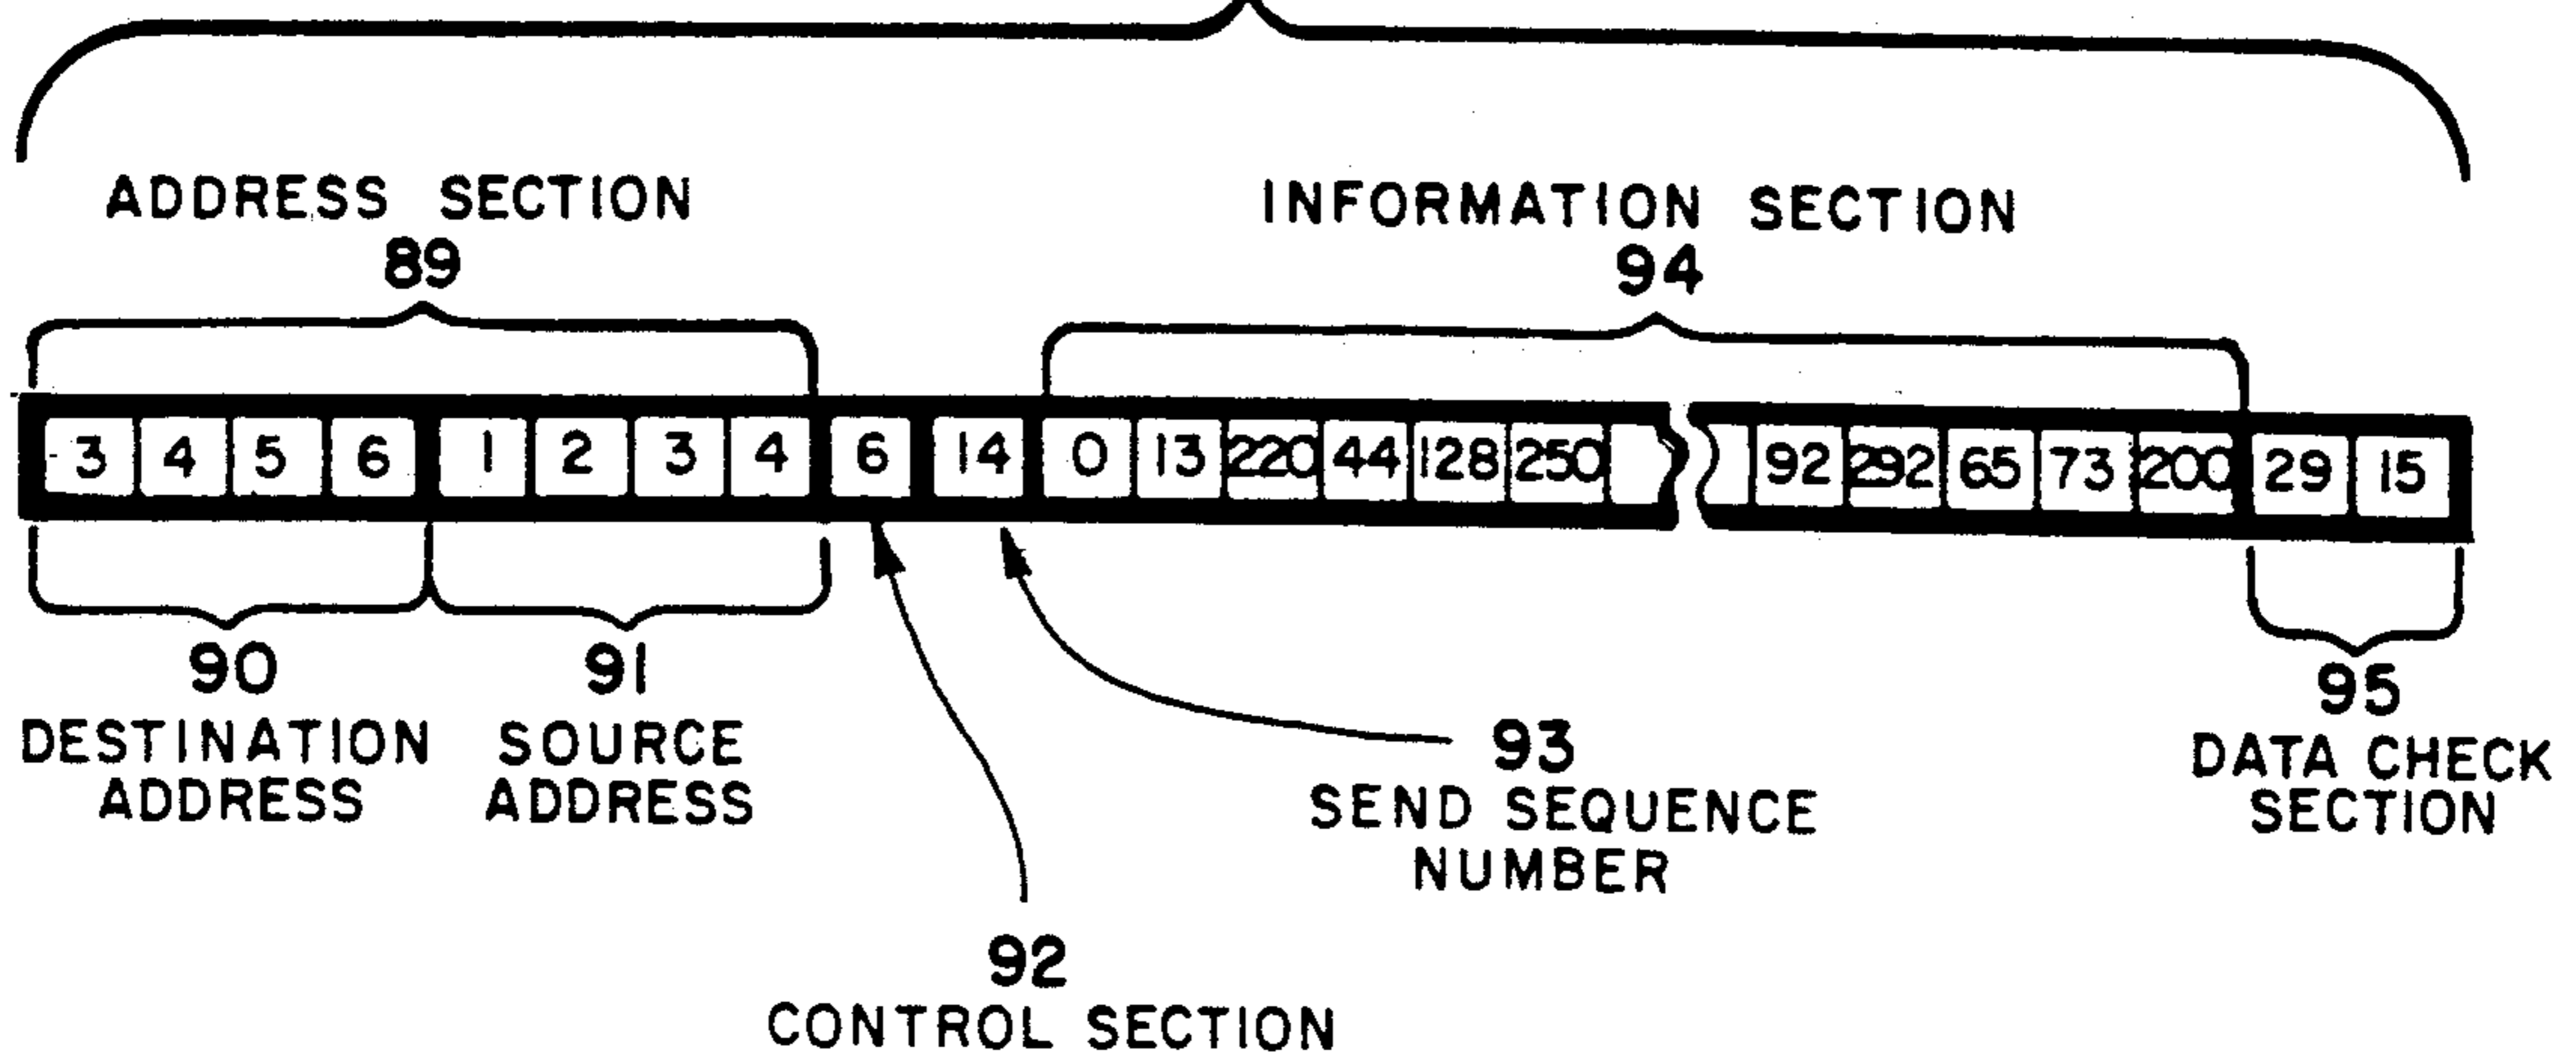 ADDRESS SECTION
89
INFORMATION SECTION
94
3 4 5 6 1 2 3 4 6 14 0 13 220 44 128 250 92 292 65 73 200 29 15
90
DESTINATION
ADDRESS
91
SOURCE
ADDRESS
92
CONTROL SECTION
93
SEND SEQUENCE
NUMBER
95
DATA CHECK
SECTION